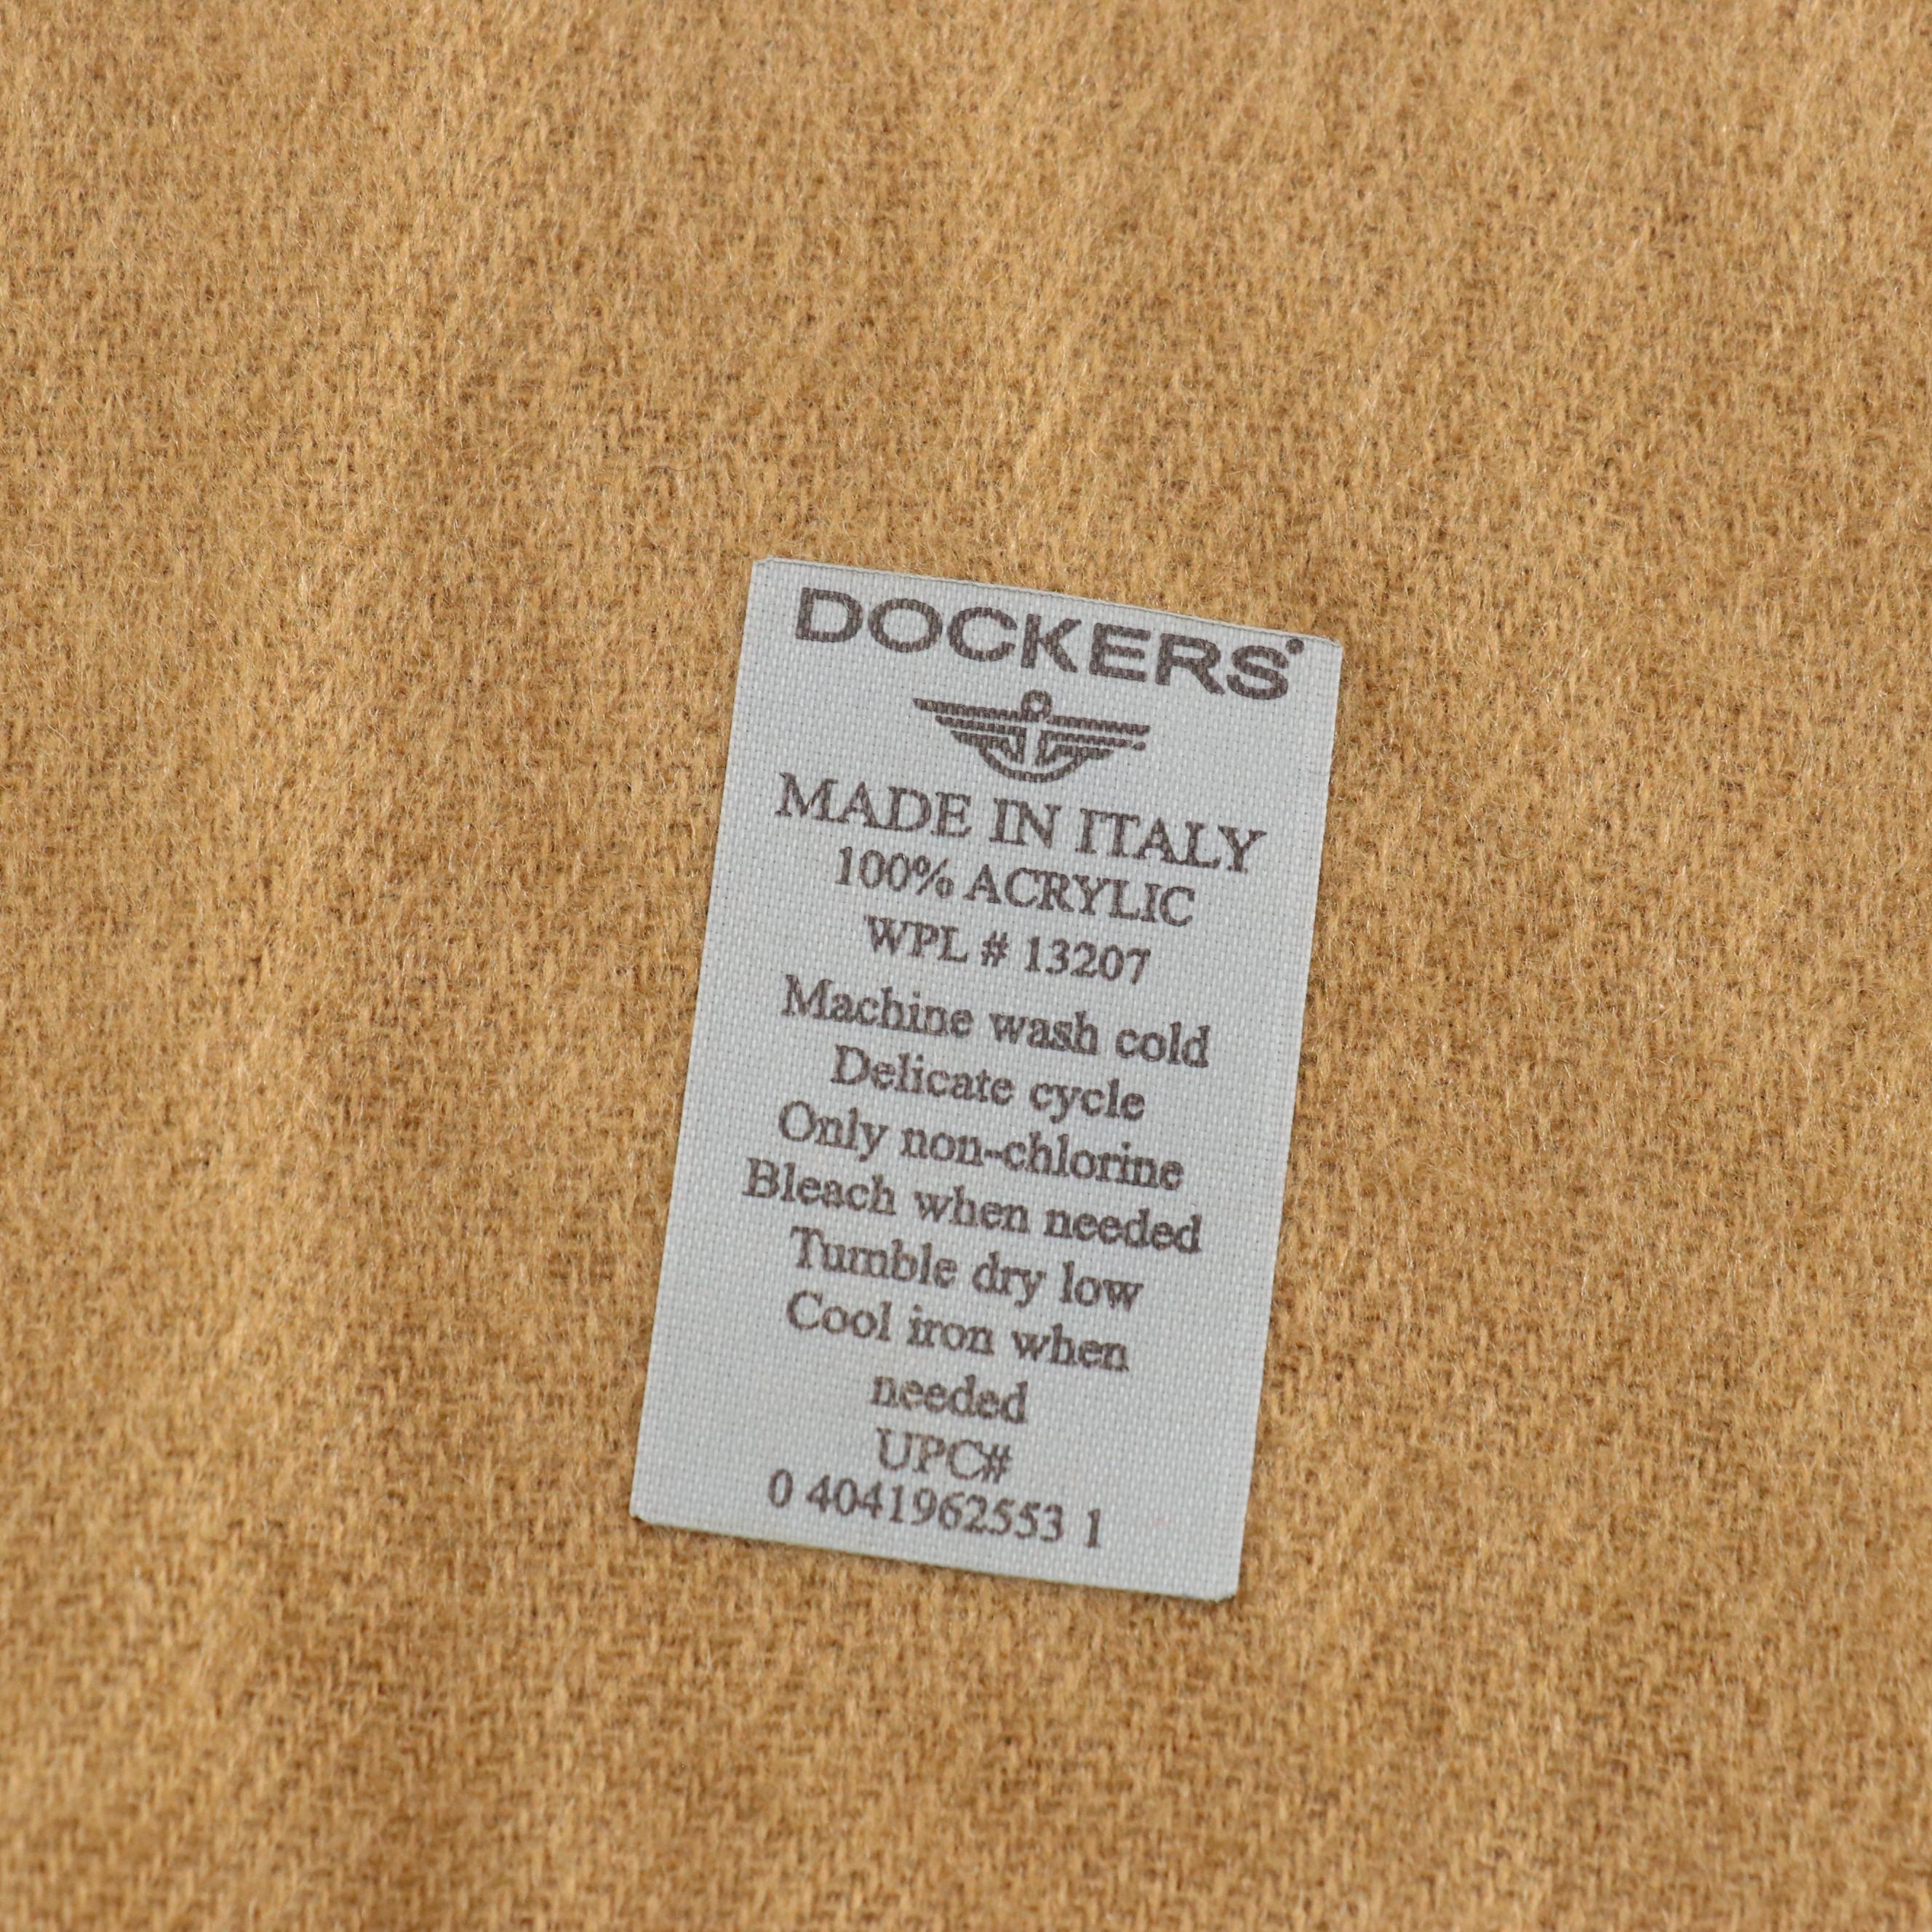 DOCKERS
MADE IN ITALY
100% ACRYLIC
WPL # 13207
Machine wash cold
Delicate cycle
Only non-chlorine
Bleach when needed
Tumble dry low
Cool iron when
needed
UPC#
0 4041962553 1